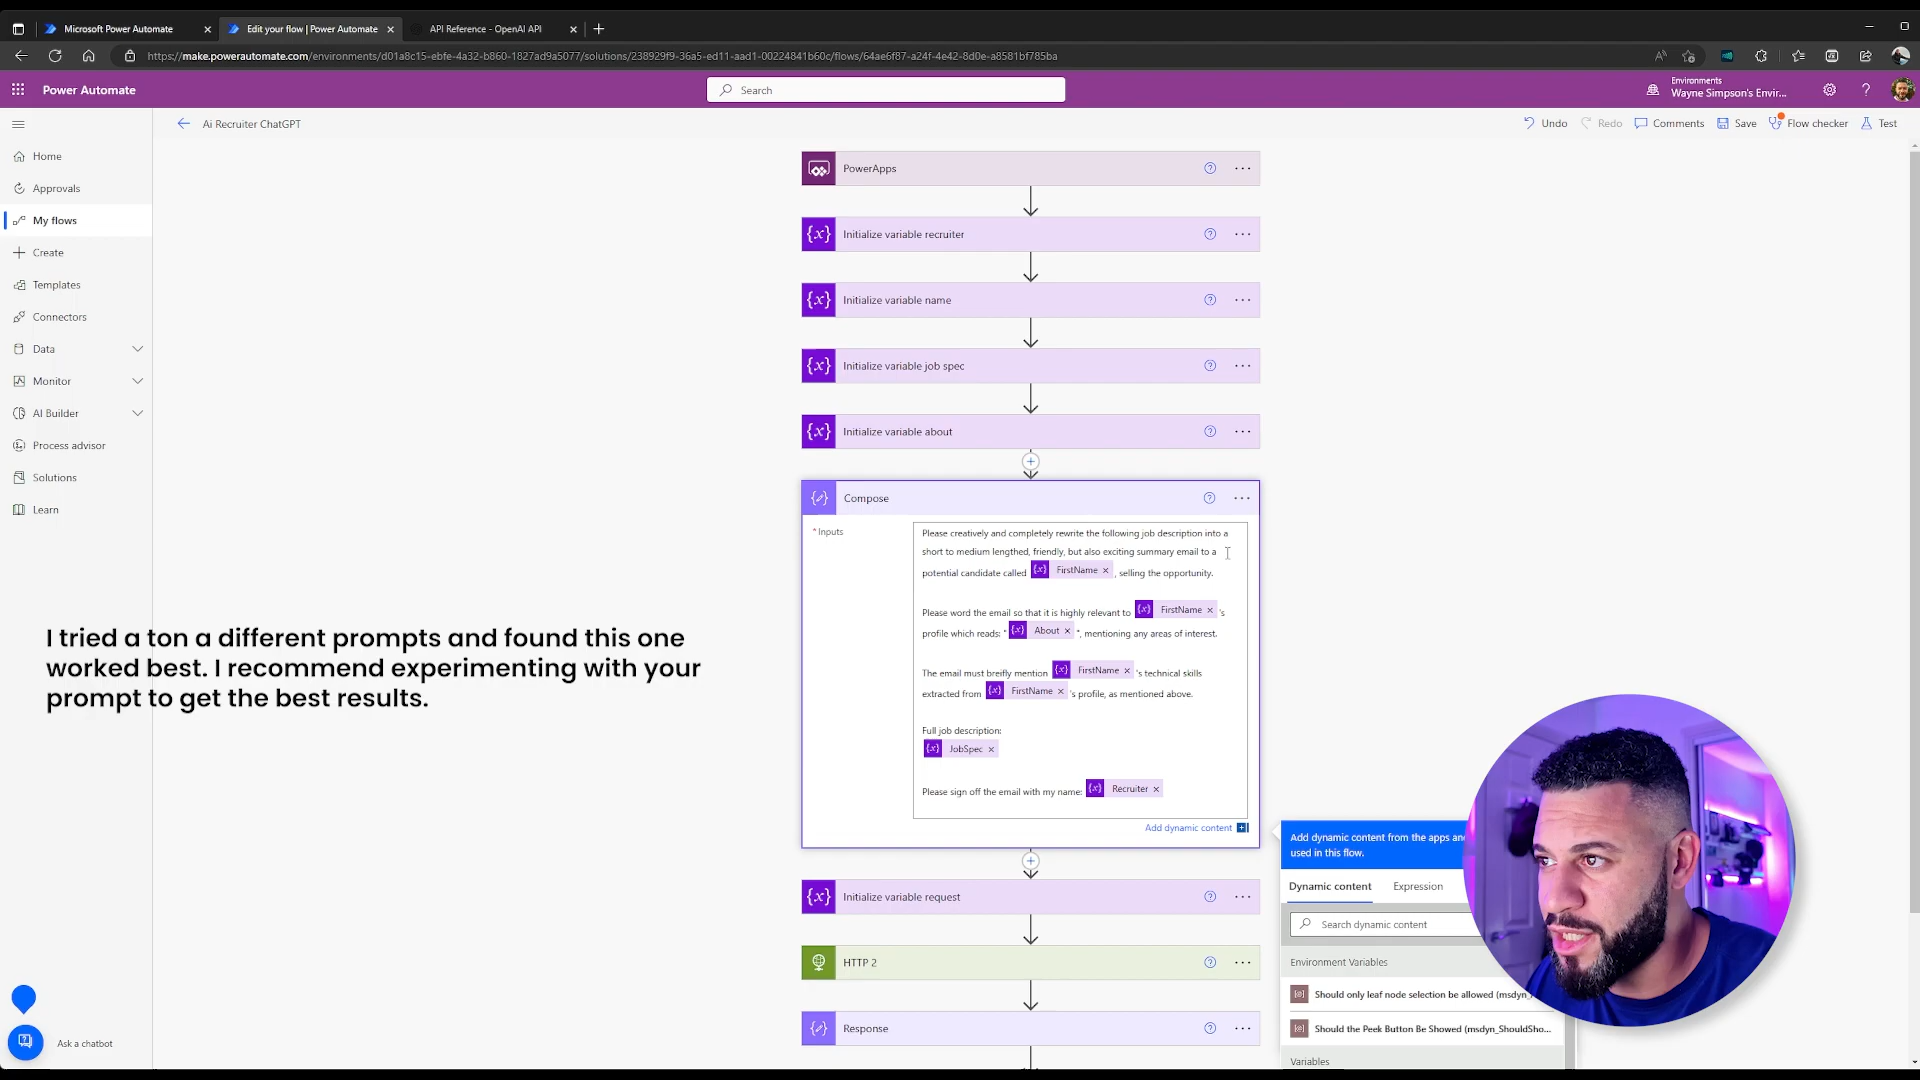 Microsoft Power Automate
Edit your flow | Power Automate
API Reference - OpenAI API
https://make.powerautomate.com/environments/d01a8c15-ebfe-4a32-b860-1827ad9a5077/solutions/238929f9-36a5-ed11-aad1-00224841b60c/flows/64ae6f87-a24f-4e42-8d0e-a8581bf785ba
Power Automate
Search
Environments
Wayne Simpson's Envir...
Ai Recruiter ChatGPT
Undo
Redo
Comments
Save
Flow checker
Test
Home
Approvals
My flows
Create
Templates
Connectors
Data
Monitor
AI Builder
Process advisor
Solutions
Learn
Ask a chatbot
I tried a ton a different prompts and found this one
worked best. I recommend experimenting with your
prompt to get the best results.
PowerApps
Initialize variable recruiter
Initialize variable name
Initialize variable job spec
Initialize variable about
Compose
* Inputs
Please creatively and completely rewrite the following job description into a
short to medium lengthed, friendly, but also exciting summary email to a
potential candidate called FirstName , selling the opportunity.
Please word the email so that it is highly relevant to FirstName 's
profile which reads: " About ", mentioning any areas of interest.
The email must breifly mention FirstName 's technical skills
extracted from FirstName 's profile, as mentioned above.
Full job description:
JobSpec
Please sign off the email with my name: Recruiter
Add dynamic content
Initialize variable request
HTTP 2
Response
Add dynamic content from the apps and
used in this flow.
Dynamic content
Expression
Search dynamic content
Environment Variables
Should only leaf node selection be allowed (msdyn_
Should the Peek Button Be Showed (msdyn_ShouldSho...
Variables